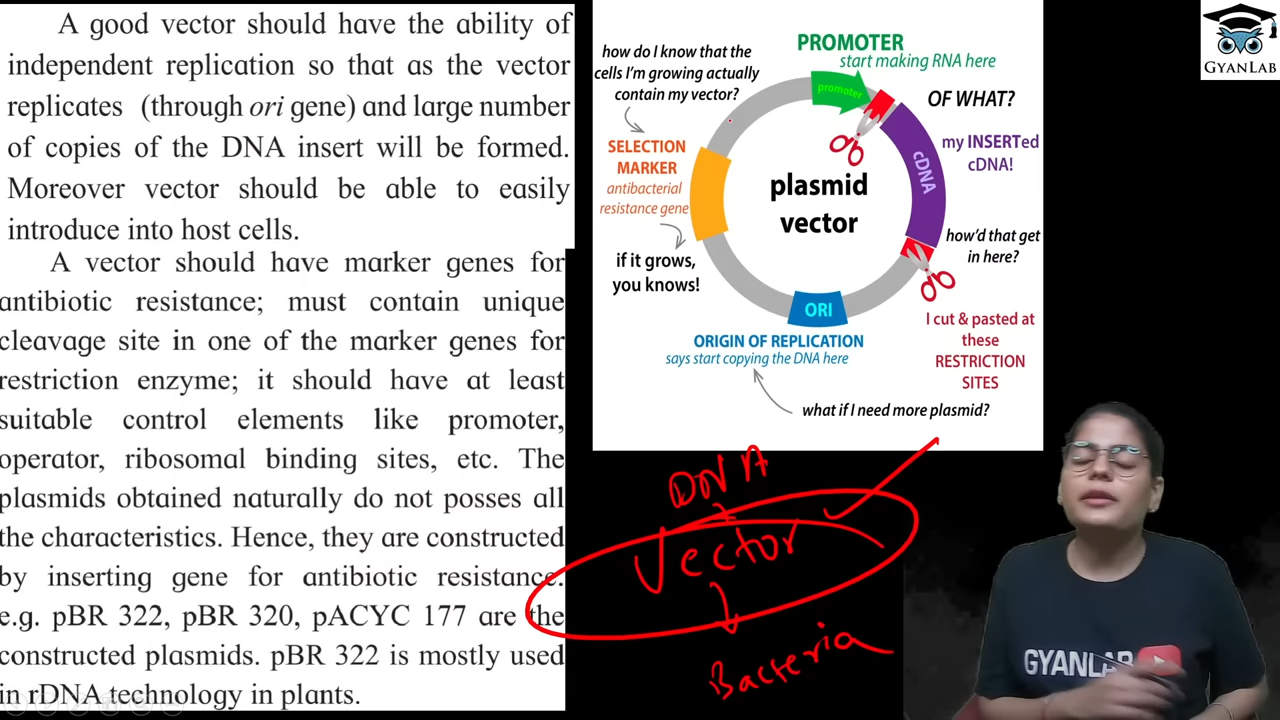 A good vector should have the ability of
independent replication so that as the vector
replicates (through ori gene) and large number
of copies of the DNA insert will be formed.
Moreover vector should be able to easily
introduce into host cells.
A vector should have marker genes for
antibiotic resistance; must contain unique
cleavage site in one of the marker genes for
restriction enzyme; it should have at least
suitable control elements like promoter,
operator, ribosomal binding sites, etc. The
plasmids obtained naturally do not posses all
the characteristics. Hence, they are constructed
by inserting gene for antibiotic resistance.
e.g. pBR 322, pBR 320, pACYC 177 are the
constructed plasmids. pBR 322 is mostly used
in rDNA technology in plants.
how do I know that the
cells I'm growing actually
contain my vector?
SELECTION
MARKER
antibacterial
resistance gene
if it grows,
you knows!
PROMOTER
start making RNA here
promoter
OF WHAT?
my INSERTed
cDNA!
cDNA
plasmid
vector
how'd that get
in here?
I cut & pasted at
these
RESTRICTION
SITES
ORI
ORIGIN OF REPLICATION
says start copying the DNA here
what if I need more plasmid?
DNA
+
Vector
Bacteria
GYANLAB
GYANLAB